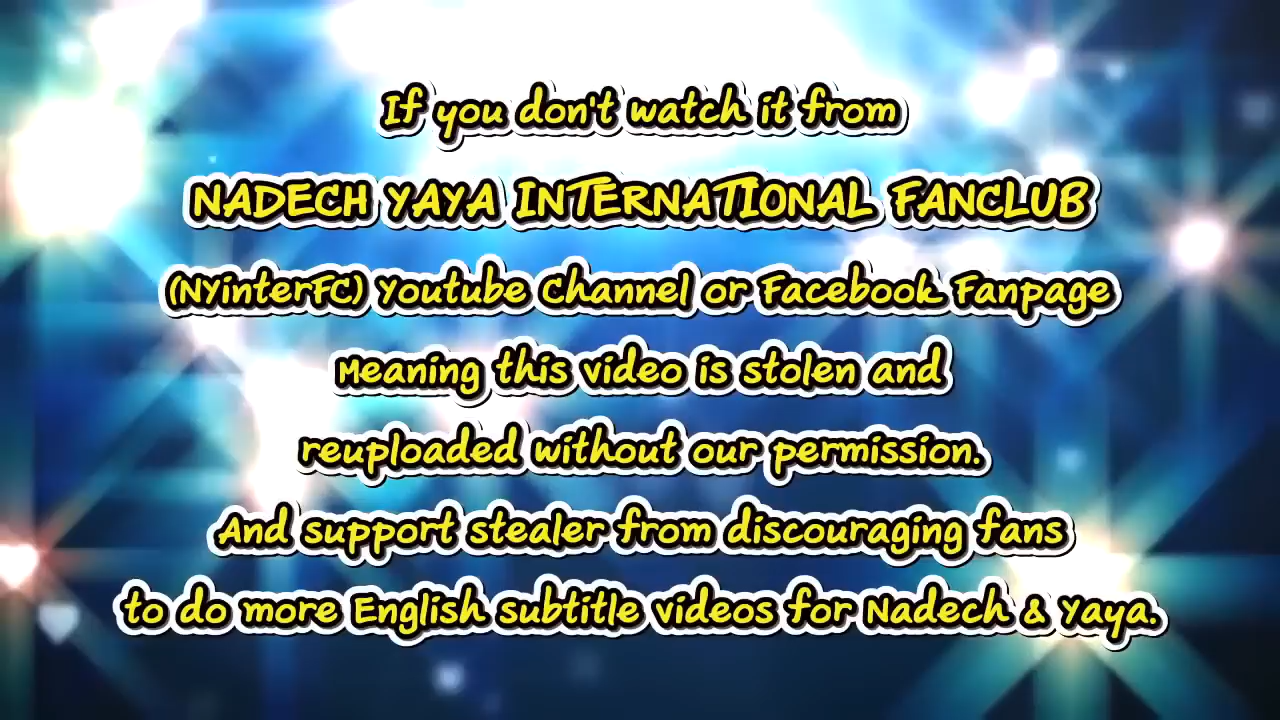 If you don't watch it from
NADECH YAYA INTERNATIONAL FANCLUB
(NYinterFC) Youtube Channel or Facebook Fanpage
Meaning this video is stolen and
reuploaded without our permission.
And support stealer from discouraging fans
to do more English subtitle videos for Nadech & Yaya.